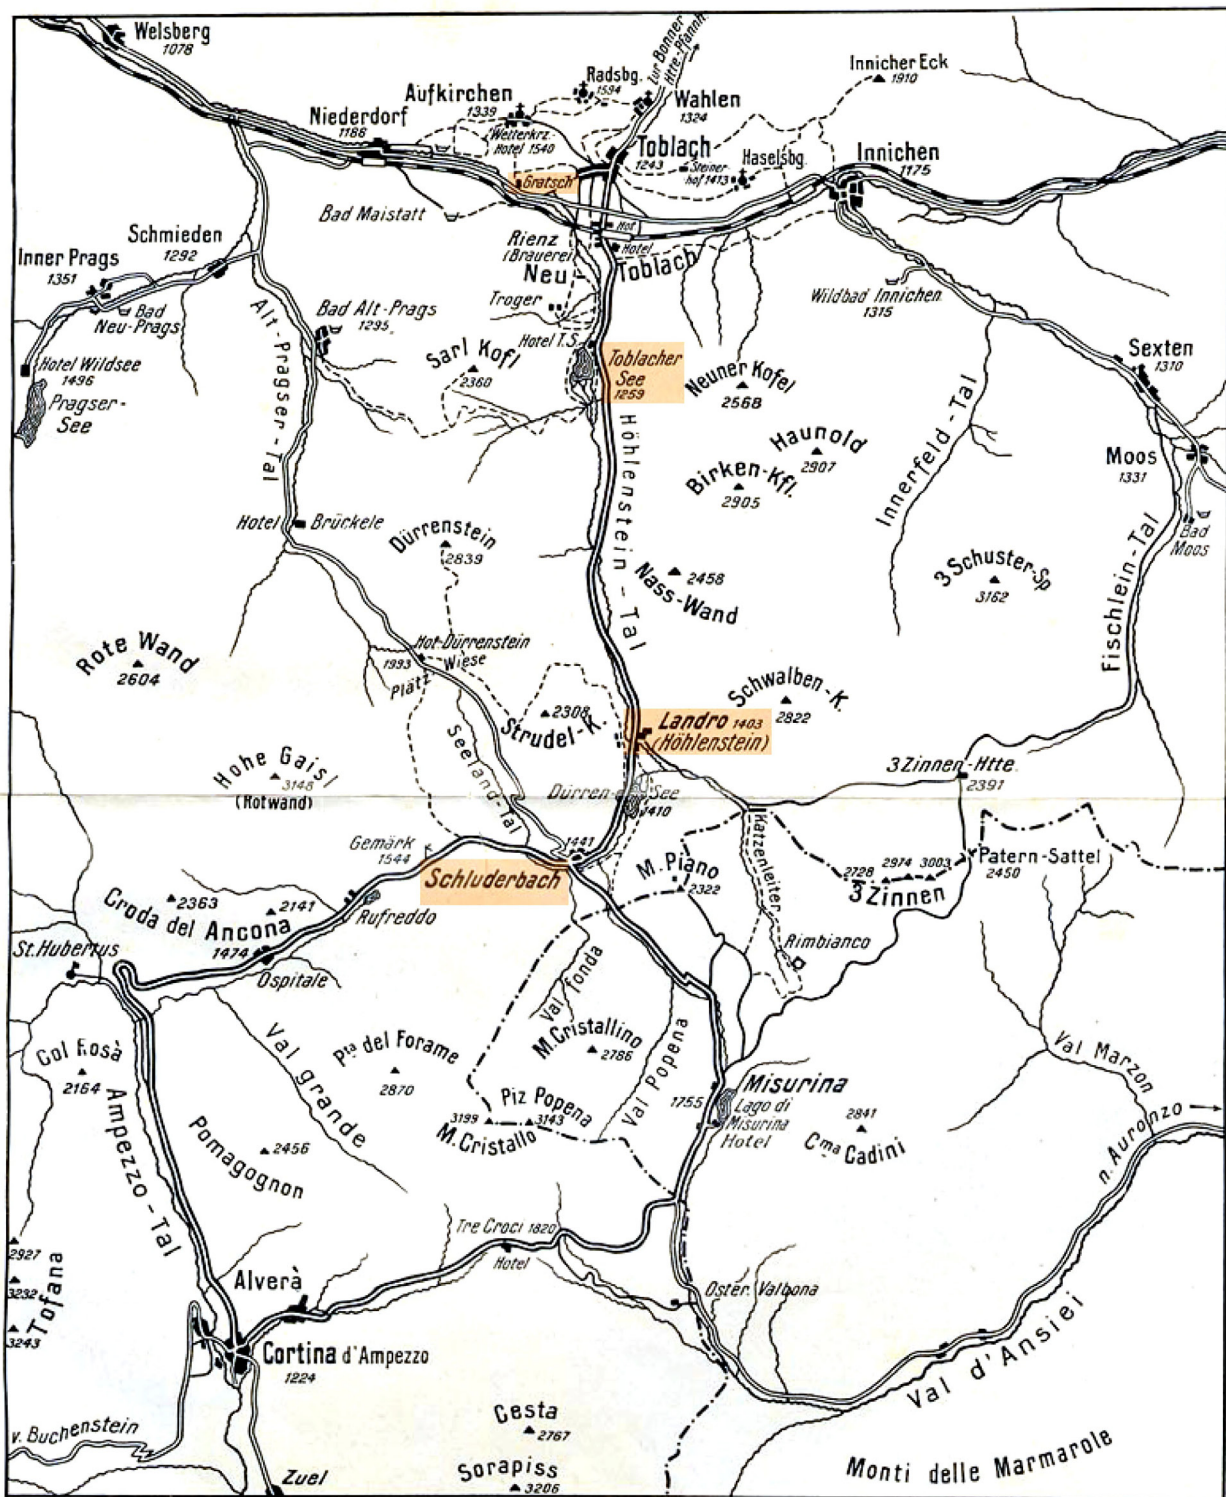 Welsberg
1078
Zur Bonner
Htte-Pfannh.
Radsbg.
1594
Innicher Eck
1910
Aufkirchen
1339
Wahlen
1324
Niederdorf
1186
Wetterkrz.-
Hotel 1540
Toblach
1243
Steiner-
hof 1413
Haselsbg.
Innichen
1175
Gratsch
Bad Maistatt
Hof
Schmieden
1292
Rienz
(Brauerei)
Hotel
Neu
Toblach
Inner Prags
1351
Bad
Neu-Prags
Alt-Pragser-Tal
Bad Alt-Prags
1295
Troger
Wildbad Innichen
1315
Hotel T.S.
Sarl Kofl
2360
Toblacher
See
1259
Neuner Kofel
2568
Sexten
1310
Hotel Wildsee
1496
Pragser-
See
Höhlenstein-Tal
Haunold
2907
Birken-Kfl.
2905
Innerfeld-Tal
Moos
1331
Hotel
Brückele
Dürrenstein
2839
Bad
Moos
2458
Nass-Wand
3 Schuster-Sp
3162
Fischlein-Tal
Rote Wand
2604
Hot-Dürrenstein
1993
Plätz
Wiese
Schwalben-K.
2822
2308
Strudel-K.
Landro 1403
(Höhlenstein)
Seeland-Tal
Hohe Gaisl
3148
(Rotwand)
3 Zinnen-Htte.
2391
Dürren-See
1410
Gemärk
1544
1441
Katzenleiter
Schluderbach
M. Piano
2322
2728
2974
3003
3 Zinnen
Patern-Sattel
2450
2363
2141
Croda del Ancona
1474
Rufreddo
St. Hubertus
Ospitale
Rimbianco
Val fonda
Col Rosà
2164
Val grande
Pta del Forame
2870
M. Cristallino
2786
Val Popena
Val Marzon
Ampezzo-Tal
Misurina
1755
Lago di
Misurina
Hotel
Piz Popena
3199
3143
M. Cristallo
2841
Cma Cadini
Pomagognon
2456
n. Auronzo
Tre Croci 1820
Hotel
2927
3232
3243
Tofana
Alverà
Oster. Valbona
Val d'Ansiei
Cortina d'Ampezzo
1224
v. Buchenstein
Cesta
2767
Zuel
Sorapiss
3206
Monti delle Marmarole